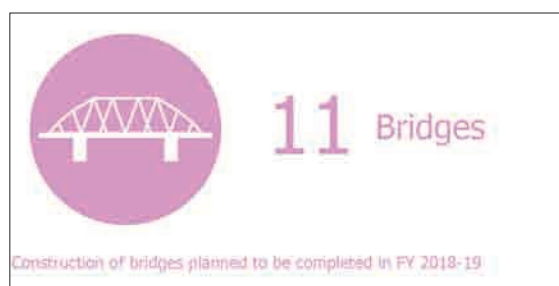 11 Bridges
Construction of bridges planned to be completed in FY 2018-19